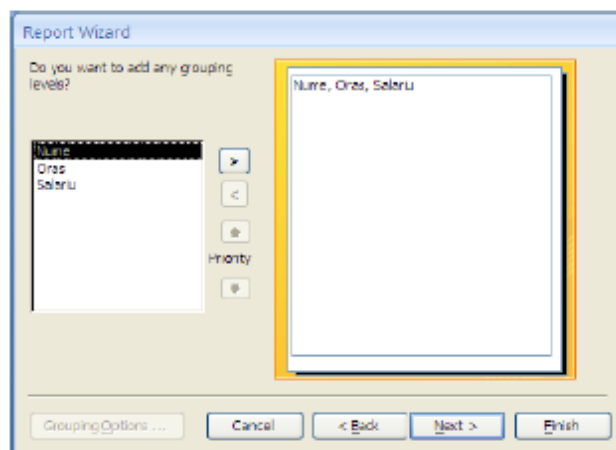 Report Wizard
Do you want to add any grouping
levels?
Nume, Oras, Salariu
Nume
Oras
Salariu
>
<
Priority
Grouping Options ...
Cancel
< Back
Next >
Finish